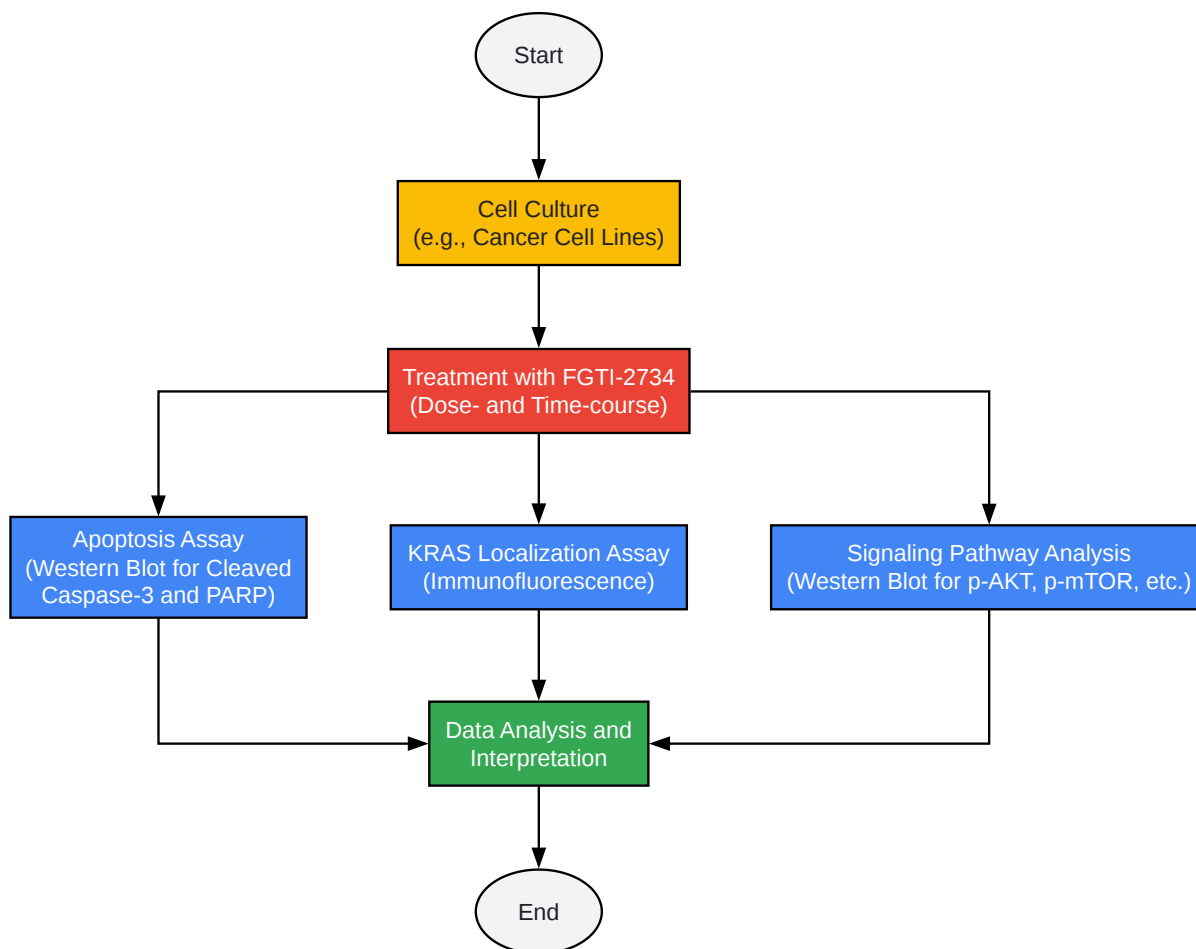 Start
Cell Culture
(e.g., Cancer Cell Lines)
Treatment with FGTI-2734
(Dose- and Time-course)
Apoptosis Assay
(Western Blot for Cleaved
Caspase-3 and PARP)
KRAS Localization Assay
(Immunofluorescence)
Signaling Pathway Analysis
(Western Blot for p-AKT, p-mTOR, etc.)
Data Analysis and
Interpretation
End